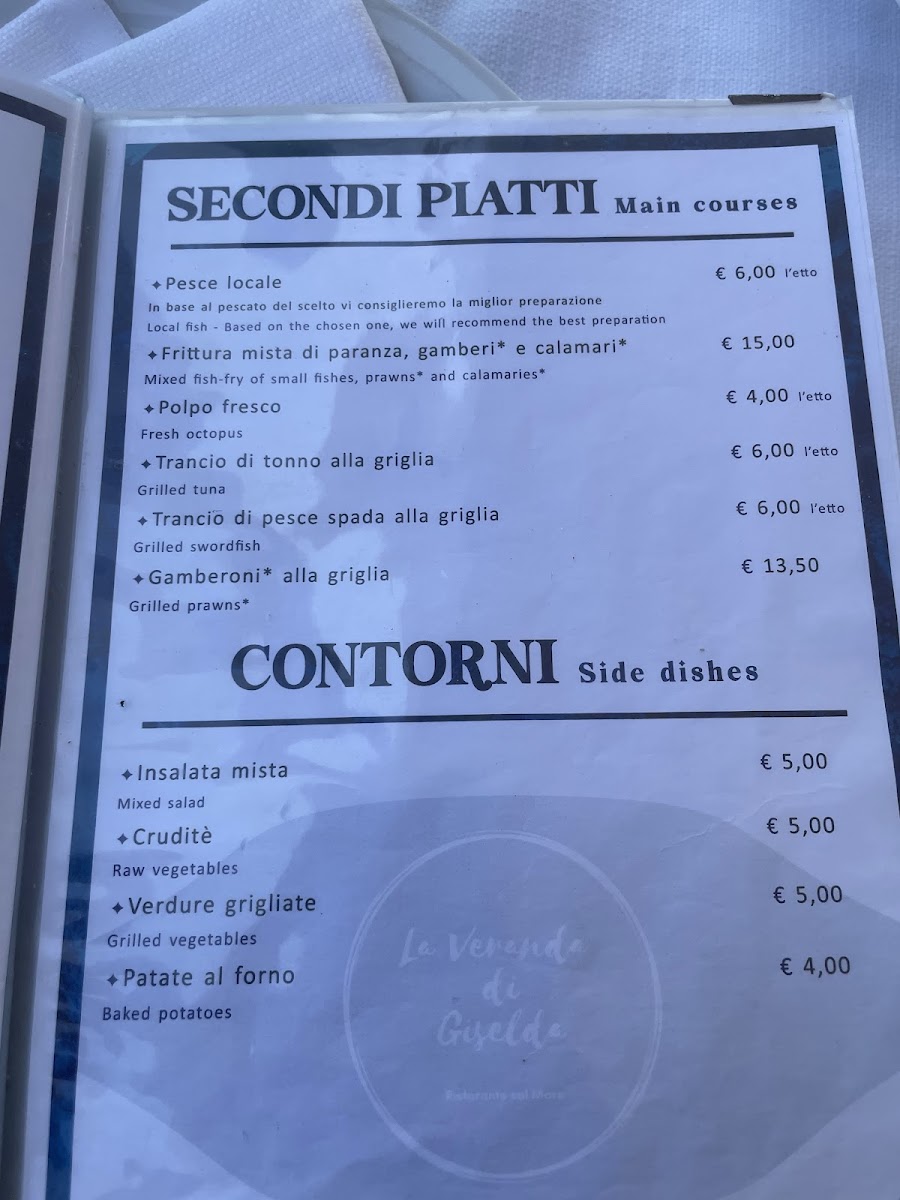 SECONDI PIATTI Main courses
✦Pesce locale € 6,00 l'etto
In base al pescato del scelto vi consiglieremo la miglior preparazione
Local fish - Based on the chosen one, we will recommend the best preparation
✦Frittura mista di paranza, gamberi* e calamari* € 15,00
Mixed fish-fry of small fishes, prawns* and calamaries*
✦Polpo fresco € 4,00 l'etto
Fresh octopus
✦Trancio di tonno alla griglia € 6,00 l'etto
Grilled tuna
✦Trancio di pesce spada alla griglia € 6,00 l'etto
Grilled swordfish
✦Gamberoni* alla griglia € 13,50
Grilled prawns*
CONTORNI Side dishes
✦Insalata mista € 5,00
Mixed salad
✦Cruditè € 5,00
Raw vegetables
✦Verdure grigliate € 5,00
Grilled vegetables
✦Patate al forno € 4,00
Baked potatoes
La Veranda
di
Giselda
Ristorante sul Mare